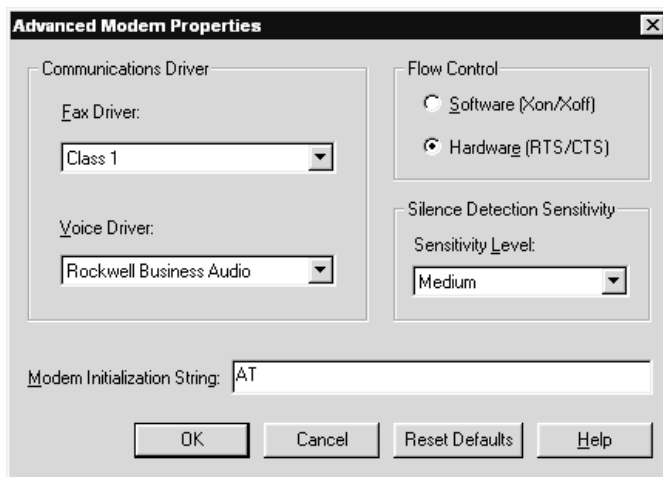 Advanced Modem Properties
Communications Driver
Fax Driver:
Class 1
Voice Driver:
Rockwell Business Audio
Flow Control
Software (Xon/Xoff)
Hardware (RTS/CTS)
Silence Detection Sensitivity
Sensitivity Level:
Medium
Modem Initialization String: AT
OK Cancel Reset Defaults Help